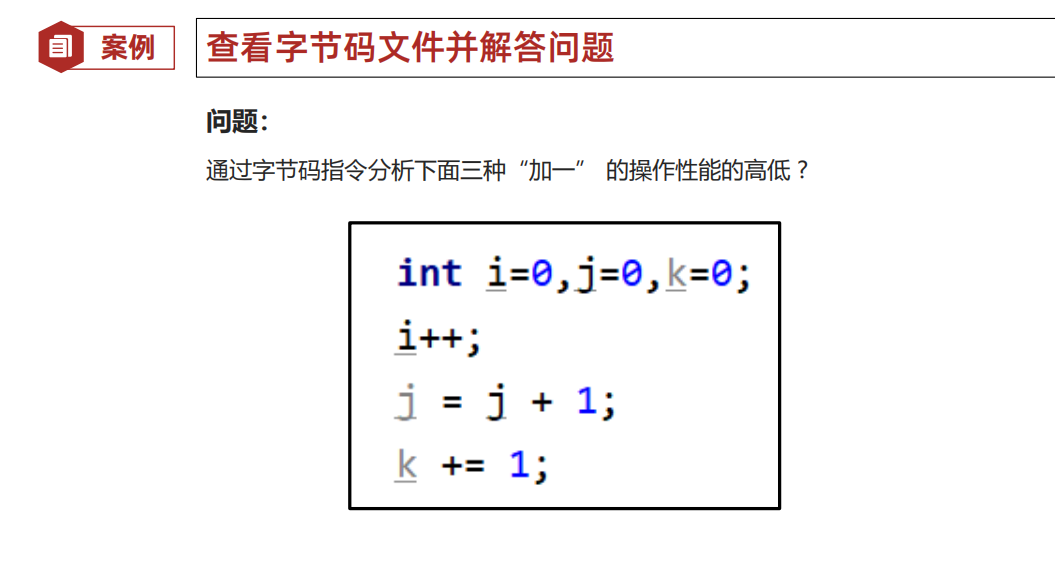 案例
查看字节码文件并解答问题
问题：
通过字节码指令分析下面三种“加一” 的操作性能的高低？
int i=0,j=0,k=0;
i++;
j = j + 1;
k += 1;